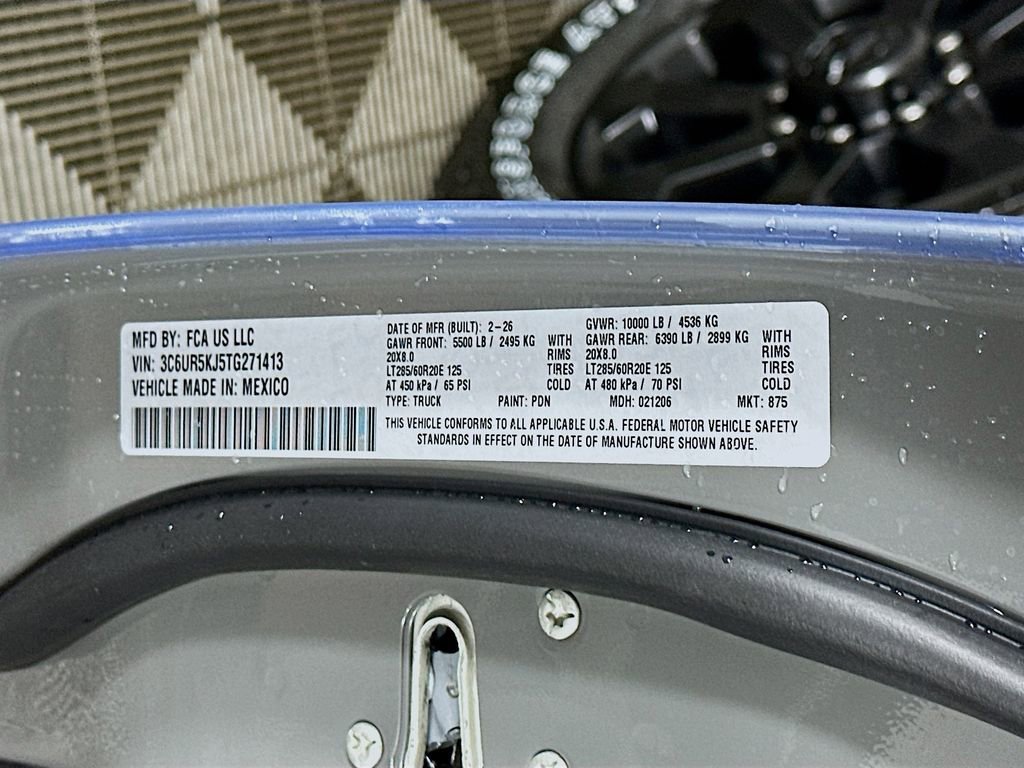 MFD BY: FCA US LLC
VIN: 3C6UR5KJ5TG271413
VEHICLE MADE IN: MEXICO
DATE OF MFR (BUILT): 2-26
GAWR FRONT: 5500 LB / 2495 KG WITH
20X8.0 RIMS
LT285/60R20E 125 TIRES
AT 450 kPa / 65 PSI COLD
GVWR: 10000 LB / 4536 KG
GAWR REAR: 6390 LB / 2899 KG WITH
20X8.0 RIMS
LT285/60R20E 125 TIRES
AT 480 kPa / 70 PSI COLD
TYPE: TRUCK PAINT: PDN MDH: 021206 MKT: 875
THIS VEHICLE CONFORMS TO ALL APPLICABLE U.S.A. FEDERAL MOTOR VEHICLE SAFETY
STANDARDS IN EFFECT ON THE DATE OF MANUFACTURE SHOWN ABOVE.